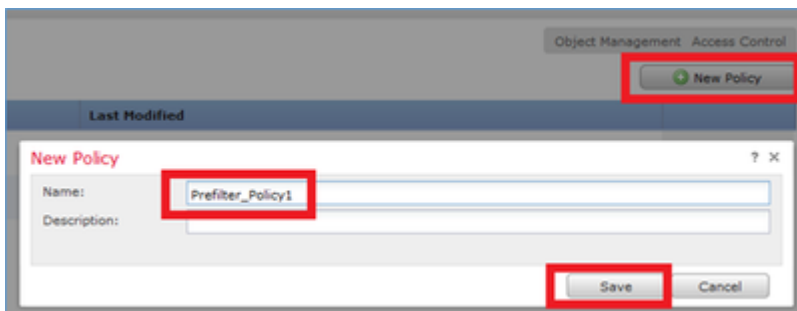 Object Management Access Control
New Policy
Last Modified
New Policy
? ×
Name:
Prefilter_Policy1
Description:
Save
Cancel